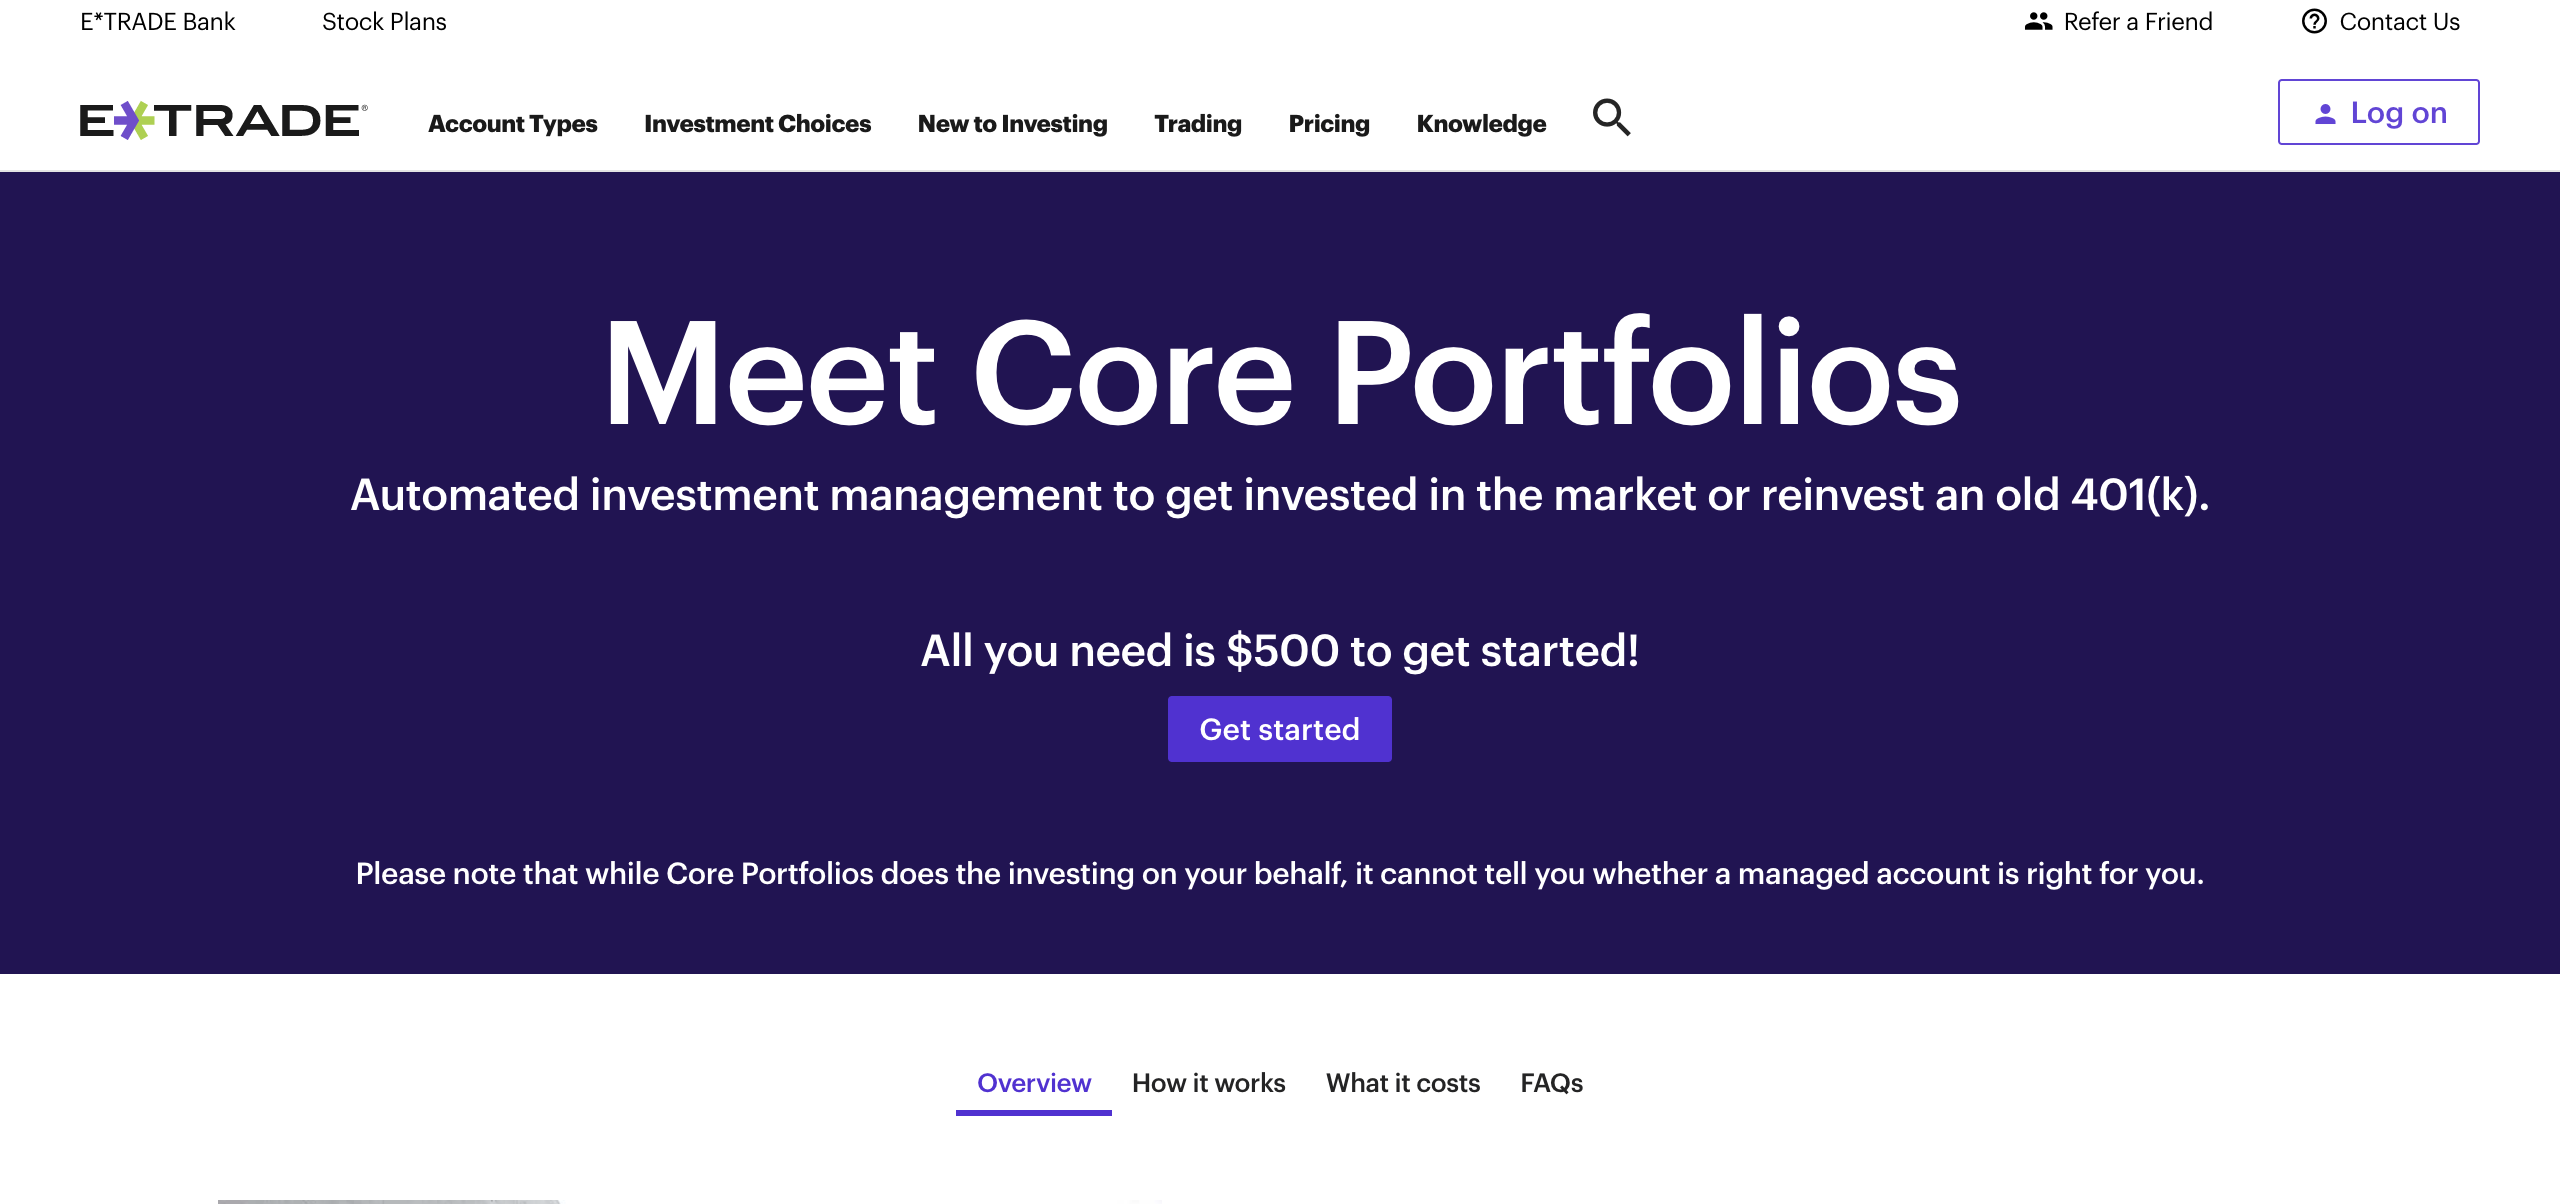 E*TRADE Bank
Stock Plans
Refer a Friend
Contact Us
E*TRADE®
Account Types
Investment Choices
New to Investing
Trading
Pricing
Knowledge
Log on
Meet Core Portfolios
Automated investment management to get invested in the market or reinvest an old 401(k).
All you need is $500 to get started!
Get started
Please note that while Core Portfolios does the investing on your behalf, it cannot tell you whether a managed account is right for you.
Overview
How it works
What it costs
FAQs